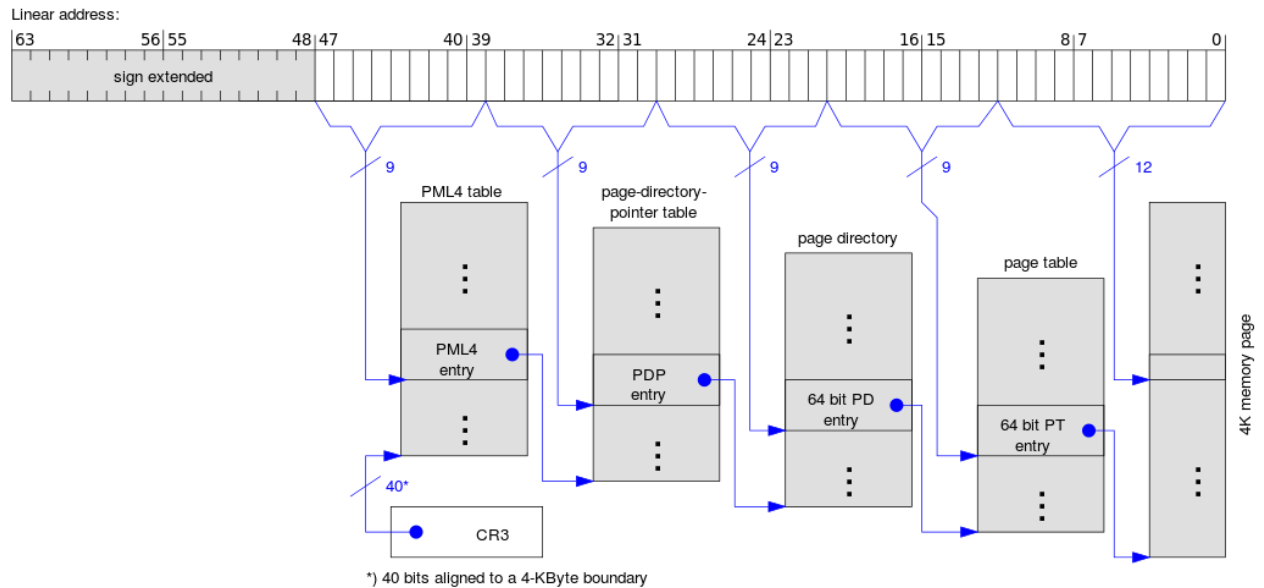 Linear address:
63 56 55 48 47 40 39 32 31 24 23 16 15 8 7 0
sign extended
9 9 9 9 12
PML4 table
page-directory-
pointer table
page directory
page table
PML4
entry
PDP
entry
64 bit PD
entry
64 bit PT
entry
4K memory page
40*
CR3
*) 40 bits aligned to a 4-KByte boundary